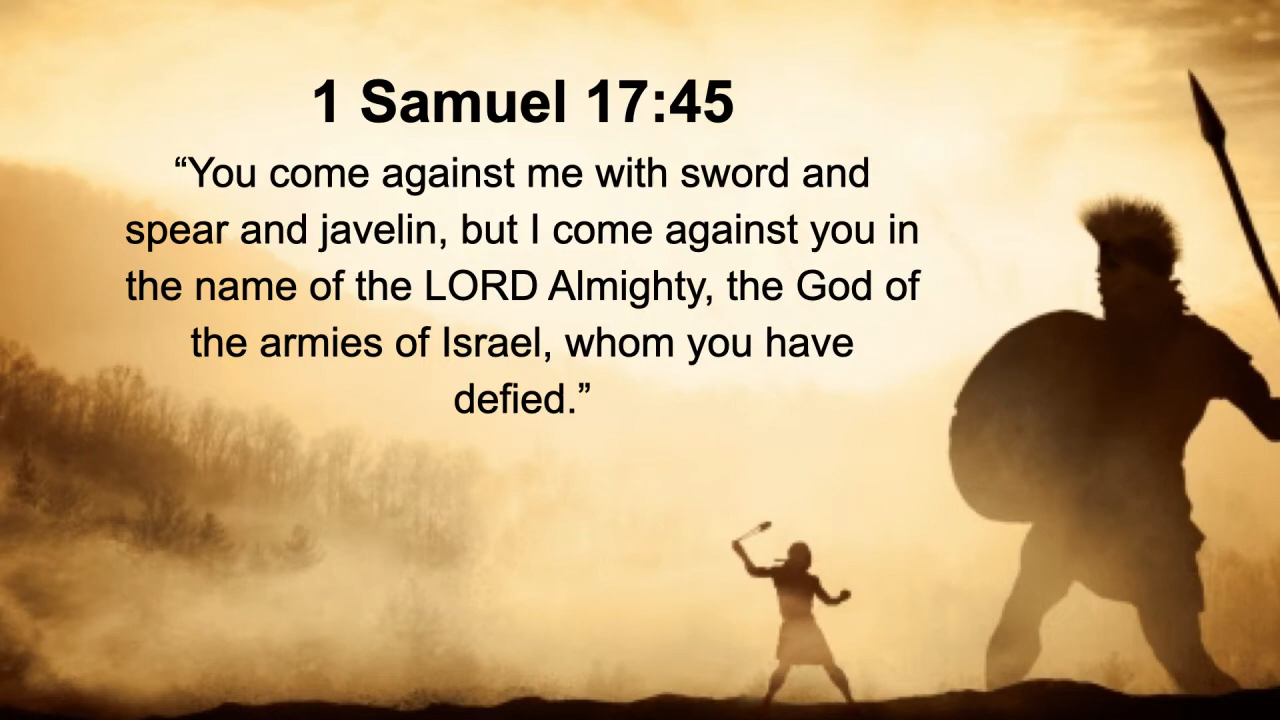 1 Samuel 17:45
“You come against me with sword and
spear and javelin, but I come against you in
the name of the LORD Almighty, the God of
the armies of Israel, whom you have
defied.”